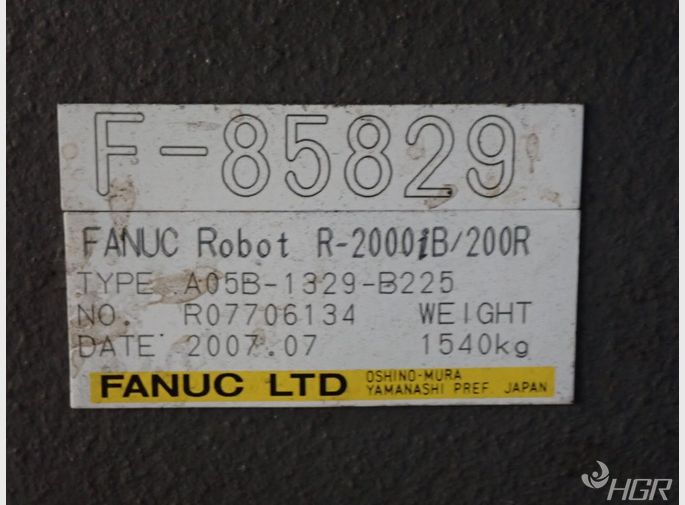 F-85829
FANUC Robot R-2000iB/200R
TYPE A05B-1329-B225
NO. R07706134 WEIGHT
DATE 2007.07 1540kg
FANUC LTD OSHINO-MURA
YAMANASHI PREF. JAPAN
HGR